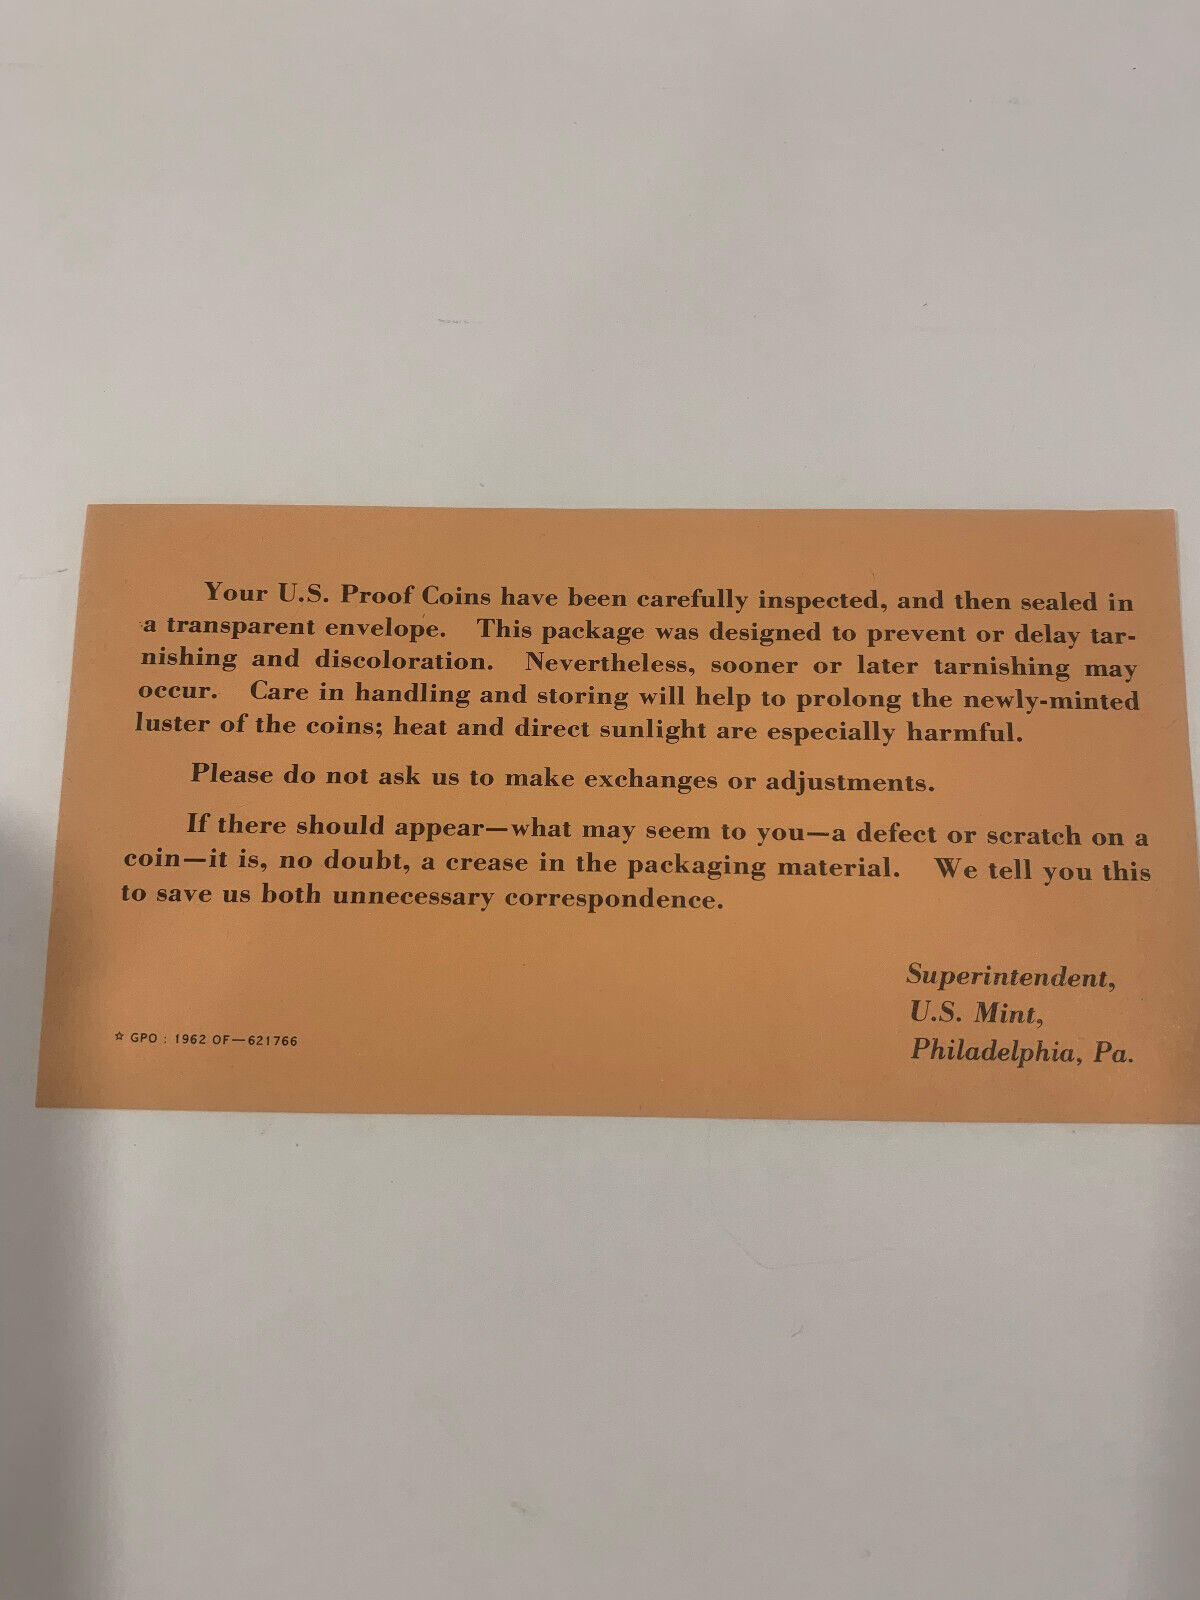 Your U.S. Proof Coins have been carefully inspected, and then sealed in
a transparent envelope. This package was designed to prevent or delay tar-
nishing and discoloration. Nevertheless, sooner or later tarnishing may
occur. Care in handling and storing will help to prolong the newly-minted
luster of the coins; heat and direct sunlight are especially harmful.
Please do not ask us to make exchanges or adjustments.
If there should appear—what may seem to you—a defect or scratch on a
coin—it is, no doubt, a crease in the packaging material. We tell you this
to save us both unnecessary correspondence.
Superintendent,
U.S. Mint,
Philadelphia, Pa.
☆ GPO : 1962 OF—621766